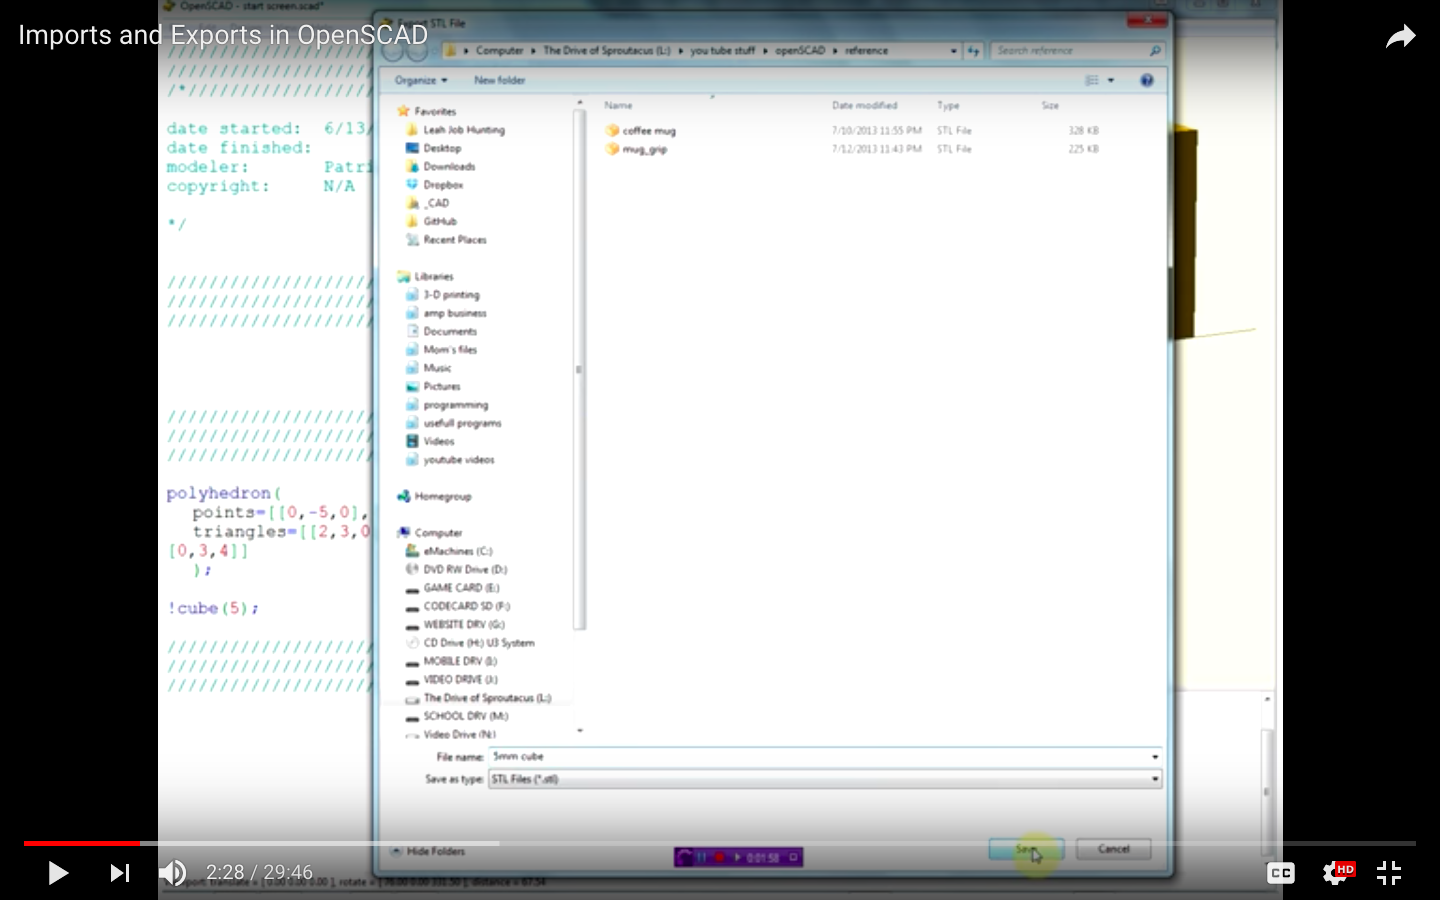 OpenSCAD - start screen.scad*
Export STL File
Imports and Exports in OpenSCAD
Computer The Drive of Sproutacus (L:) you tube stuff openSCAD reference
Search reference
Organize
New folder
Name Date modified Type Size
coffee mug 7/10/2013 11:55 PM STL File 328 KB
mug_grip 7/12/2013 11:43 PM STL File 225 KB
Favorites
Leah Job Hunting
Desktop
Downloads
Dropbox
_CAD
GitHub
Recent Places
Libraries
3-D printing
amp business
Documents
Mom's files
Music
Pictures
programming
usefull programs
Videos
youtube videos
Homegroup
Computer
eMachines (C:)
DVD RW Drive (D:)
GAME CARD (E:)
CODECARD SD (F:)
WEBSITE DRV (G:)
CD Drive (H:) U3 System
MOBILE DRV (I:)
VIDEO DRIVE (J:)
The Drive of Sproutacus (L:)
SCHOOL DRV (M:)
Video Drive (N:)
File name: 5mm cube
Save as type: STL Files (*.stl)
Hide Folders
Save
Cancel
0:01:58
////////////////////
////////////////////
/*//////////////////
date started: 6/13/
date finished:
modeler: Patri
copyright: N/A
*/
////////////////////
////////////////////
////////////////////
////////////////////
////////////////////
////////////////////
polyhedron(
points=[[0,-5,0],
triangles=[[2,3,0
[0,3,4]]
);
!cube(5);
////////////////////
////////////////////
////////////////////
2:28 / 29:46
CC
HD